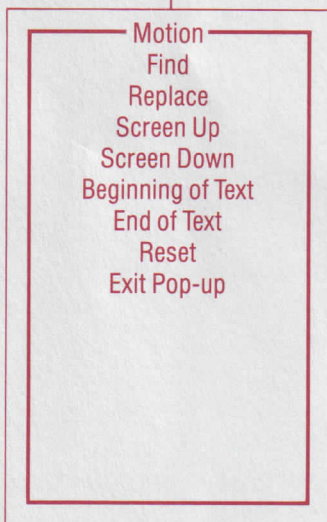 Motion
Find
Replace
Screen Up
Screen Down
Beginning of Text
End of Text
Reset
Exit Pop-up